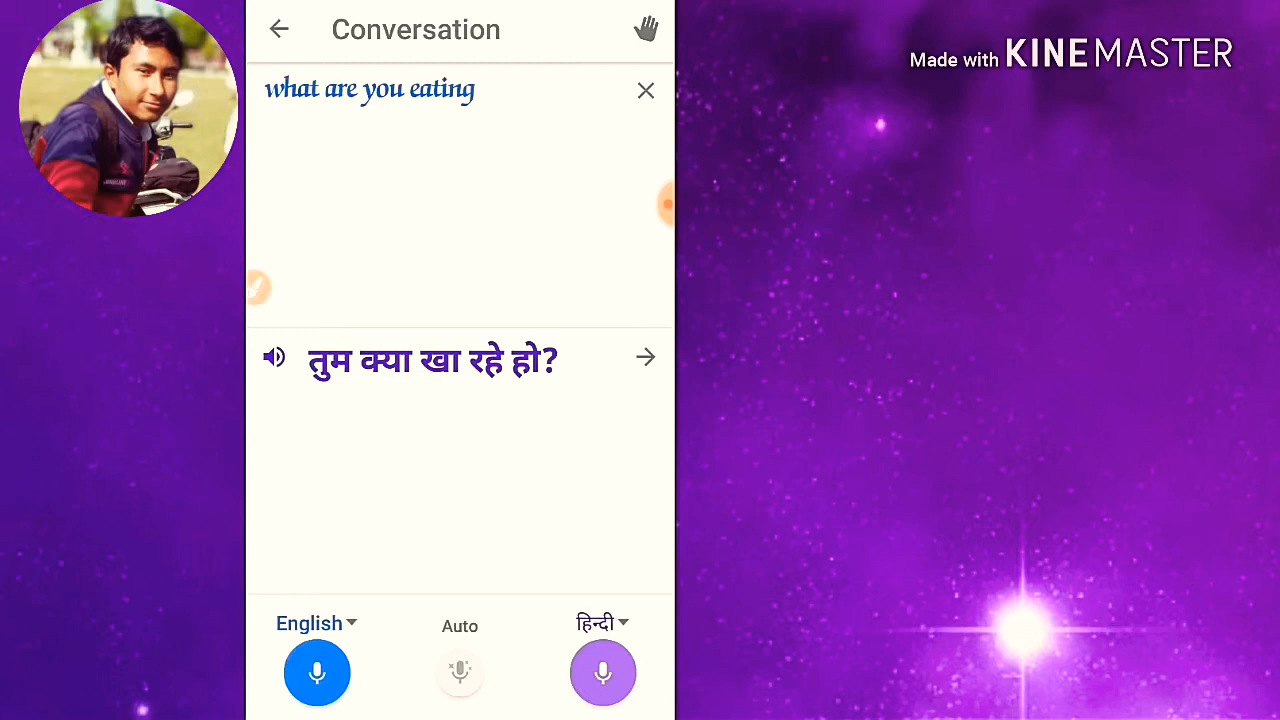 Conversation
Made with KINEMASTER
what are you eating
तुम क्या खा रहे हो?
English
Auto
हिन्दी